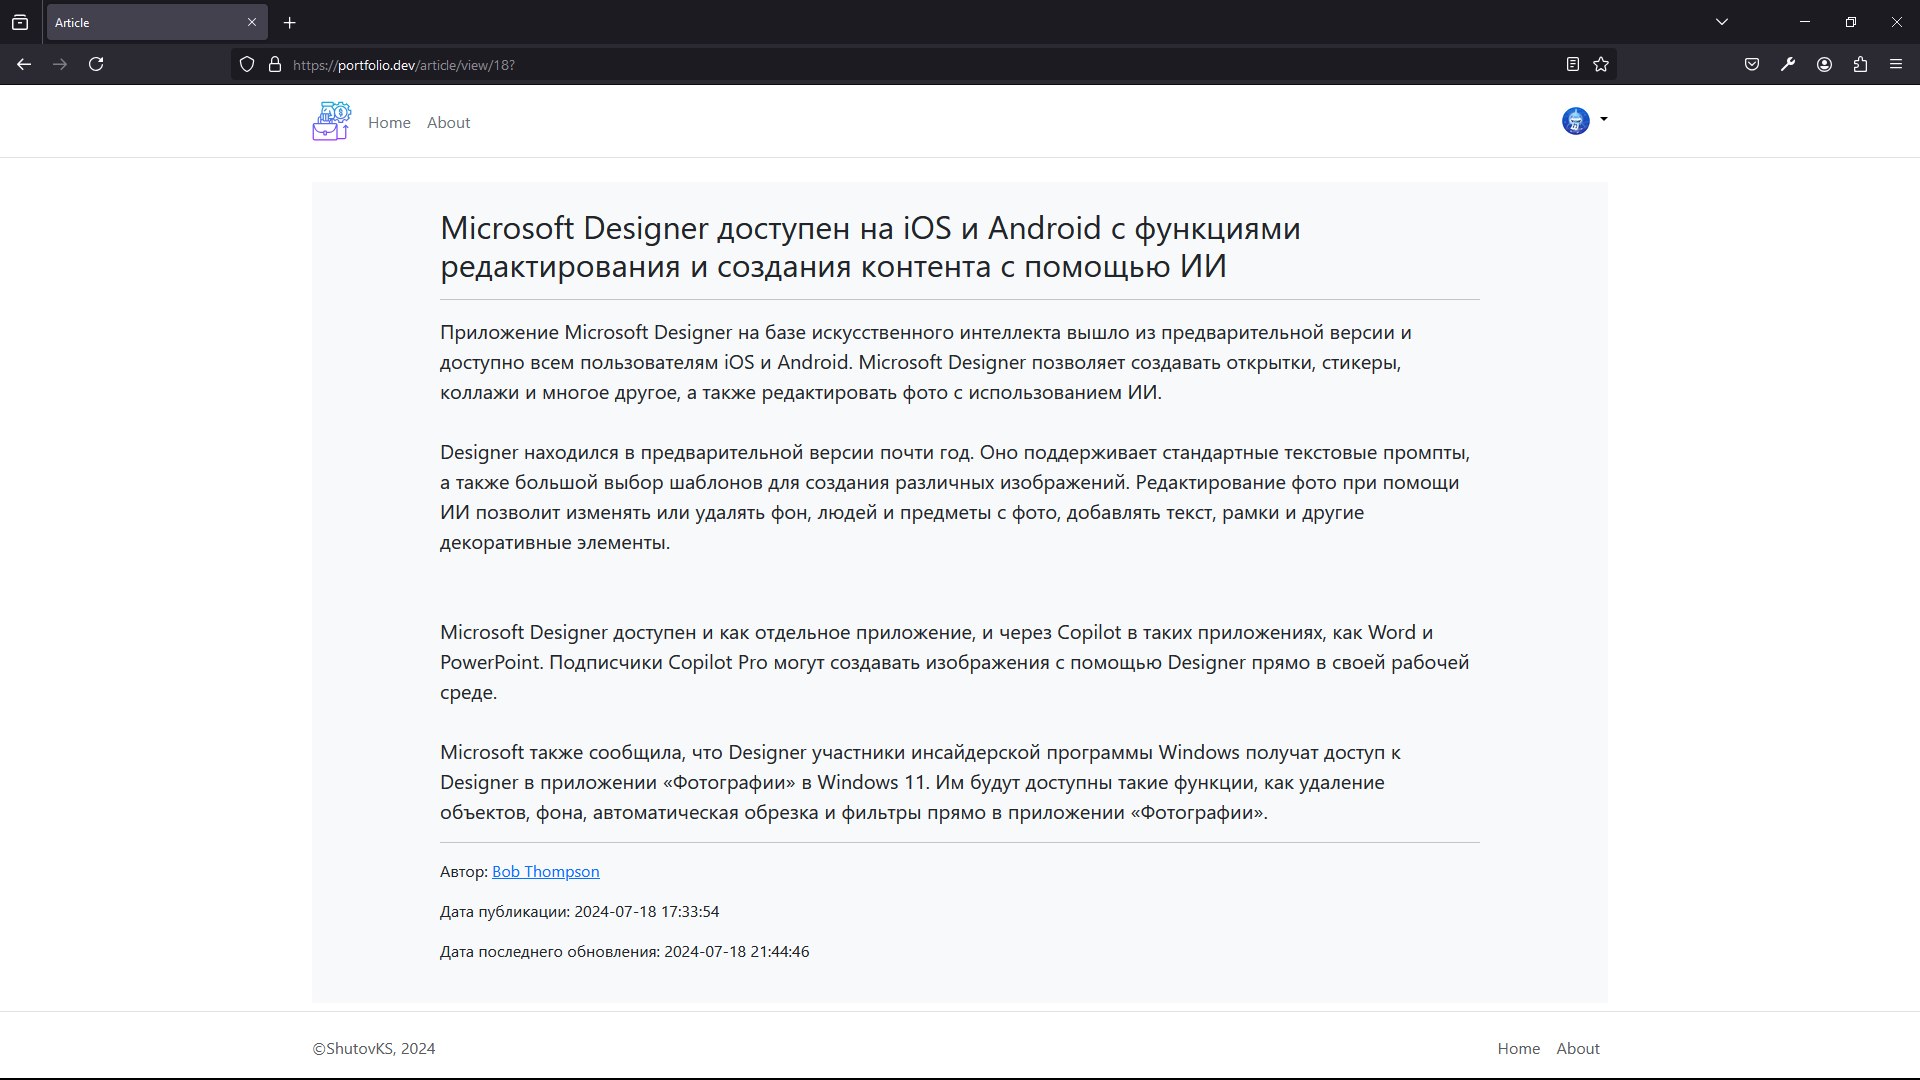 Article
https://portfolio.dev/article/view/18?
Home About
Microsoft Designer доступен на iOS и Android с функциями
редактирования и создания контента с помощью ИИ
Приложение Microsoft Designer на базе искусственного интеллекта вышло из предварительной версии и
доступно всем пользователям iOS и Android. Microsoft Designer позволяет создавать открытки, стикеры,
коллажи и многое другое, а также редактировать фото с использованием ИИ.
Designer находился в предварительной версии почти год. Оно поддерживает стандартные текстовые промпты,
а также большой выбор шаблонов для создания различных изображений. Редактирование фото при помощи
ИИ позволит изменять или удалять фон, людей и предметы с фото, добавлять текст, рамки и другие
декоративные элементы.
Microsoft Designer доступен и как отдельное приложение, и через Copilot в таких приложениях, как Word и
PowerPoint. Подписчики Copilot Pro могут создавать изображения с помощью Designer прямо в своей рабочей
среде.
Microsoft также сообщила, что Designer участники инсайдерской программы Windows получат доступ к
Designer в приложении «Фотографии» в Windows 11. Им будут доступны такие функции, как удаление
объектов, фона, автоматическая обрезка и фильтры прямо в приложении «Фотографии».
Автор: Bob Thompson
Дата публикации: 2024-07-18 17:33:54
Дата последнего обновления: 2024-07-18 21:44:46
©ShutovKS, 2024
Home About